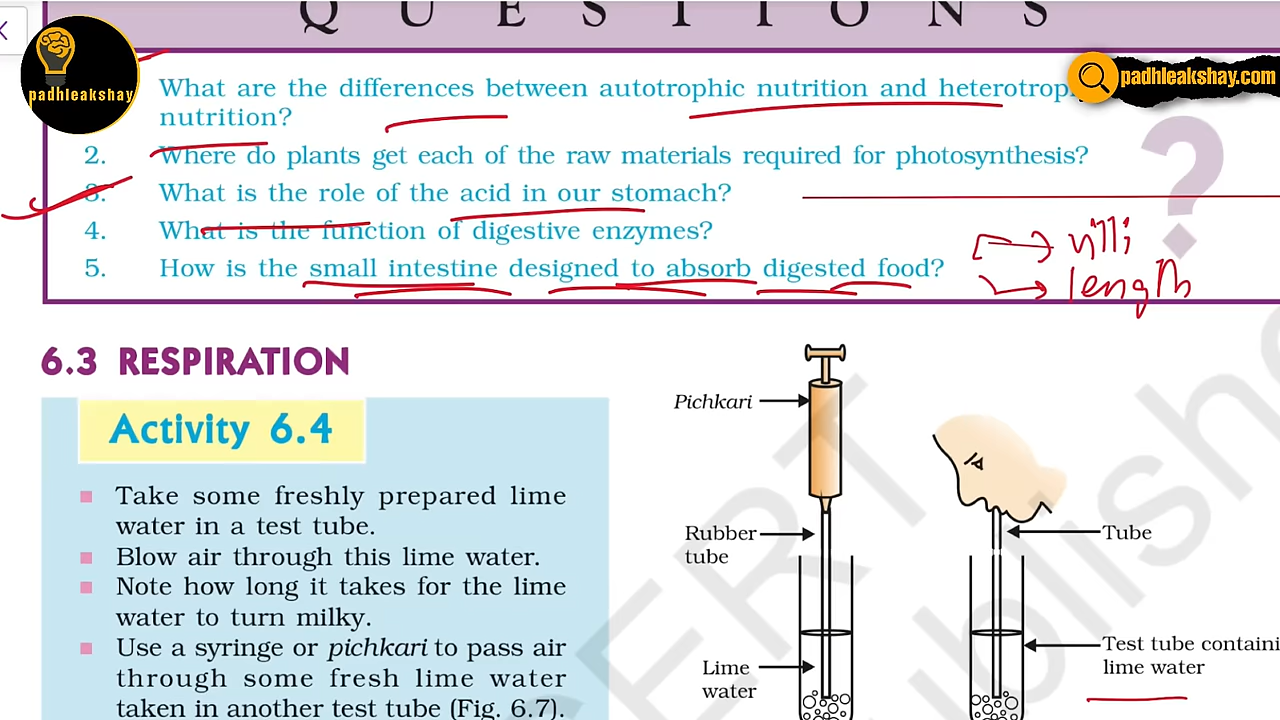 QUESTIONS
padhleakshay
padhleakshay.com
What are the differences between autotrophic nutrition and heterotrophic
nutrition?
2. Where do plants get each of the raw materials required for photosynthesis?
3. What is the role of the acid in our stomach?
4. What is the function of digestive enzymes?
5. How is the small intestine designed to absorb digested food?
villi
length
?
6.3 RESPIRATION
Activity 6.4
Take some freshly prepared lime
water in a test tube.
Blow air through this lime water.
Note how long it takes for the lime
water to turn milky.
Use a syringe or pichkari to pass air
through some fresh lime water
taken in another test tube (Fig. 6.7).
Pichkari
Rubber
tube
Lime
water
Tube
Test tube containi
lime water